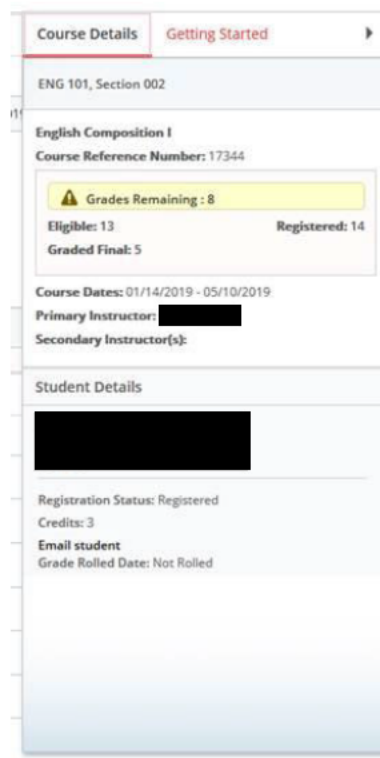 Course Details Getting Started
ENG 101, Section 002
English Composition I
Course Reference Number: 17344
Grades Remaining : 8
Eligible: 13 Registered: 14
Graded Final: 5
Course Dates: 01/14/2019 - 05/10/2019
Primary Instructor:
Secondary Instructor(s):
Student Details
Registration Status: Registered
Credits: 3
Email student
Grade Rolled Date: Not Rolled